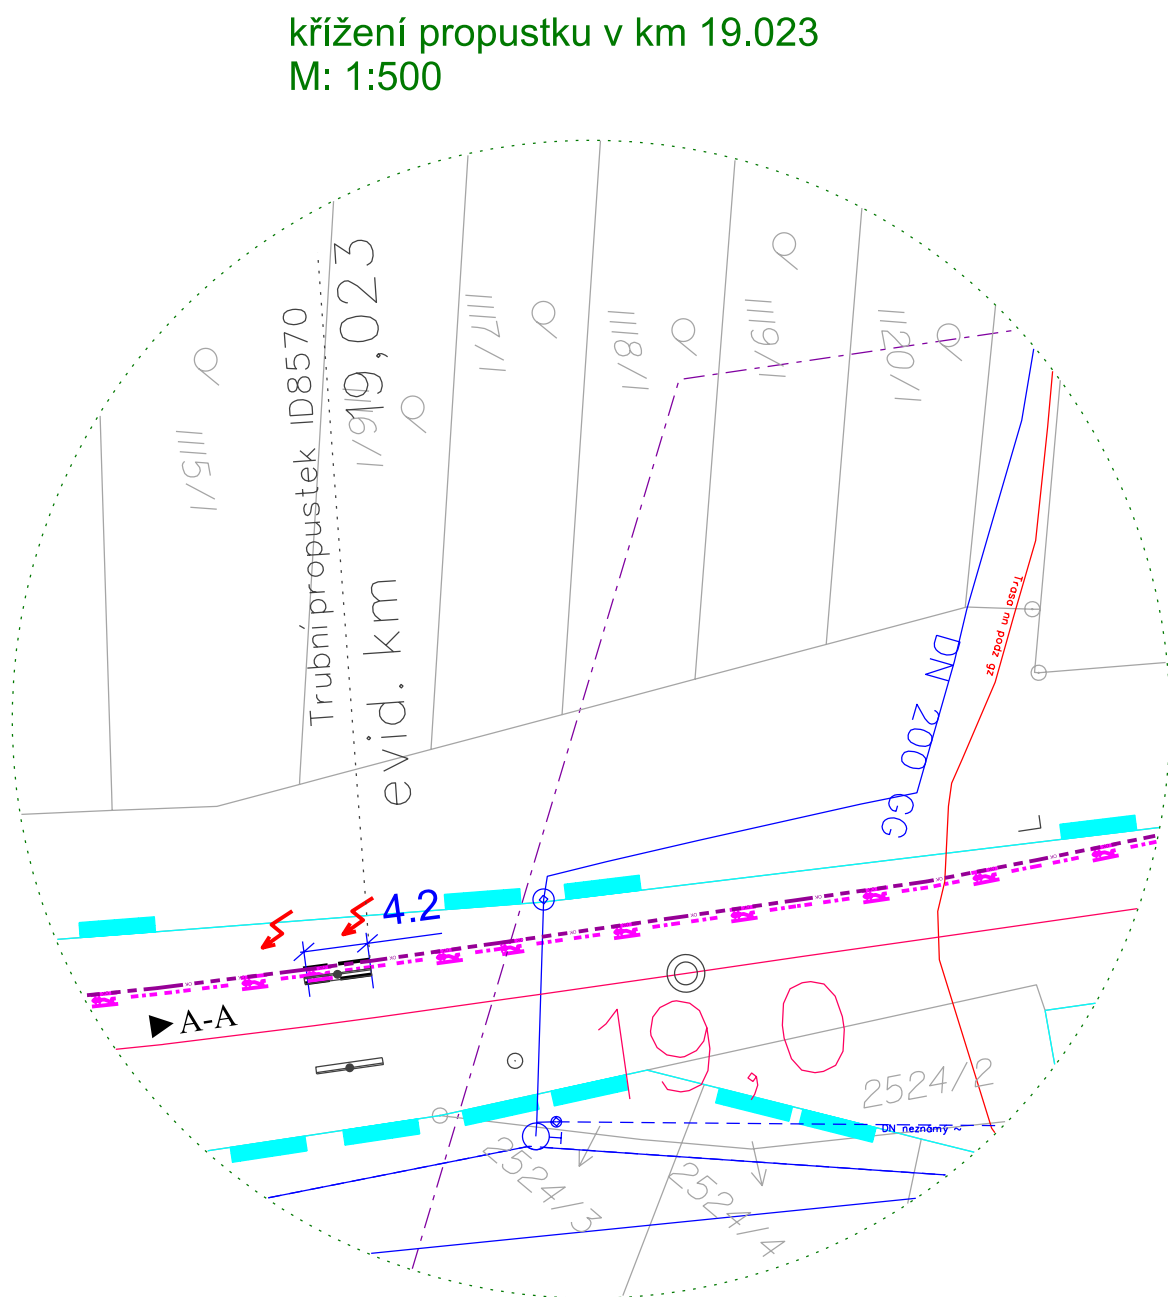 křížení propustku v km 19.023
M: 1:500
Trubní propustek ID8570
evid. km 19,023
1115/1
1116/1
1117/1
1118/1
1119/1
1120/1
Trasa nn podz gz
DN 200 GG
4.2
A-A
19,0
2524/2
DN neznámy ~
2524/3
2524/4